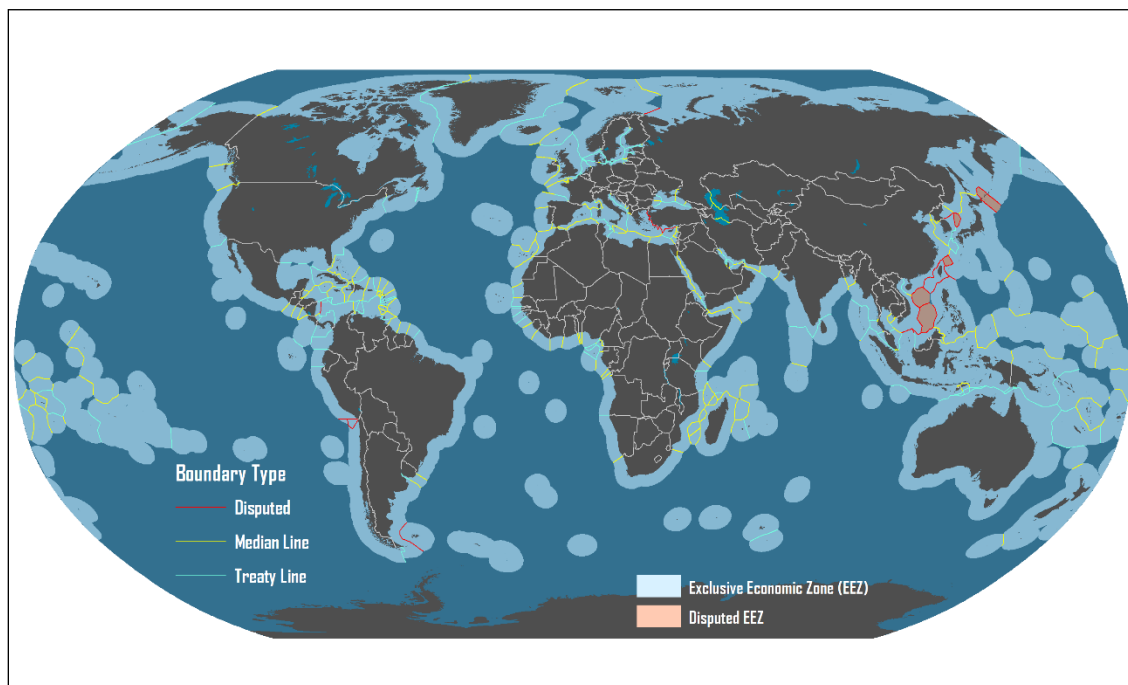 Boundary Type
Disputed
Median Line
Treaty Line
Exclusive Economic Zone (EEZ)
Disputed EEZ